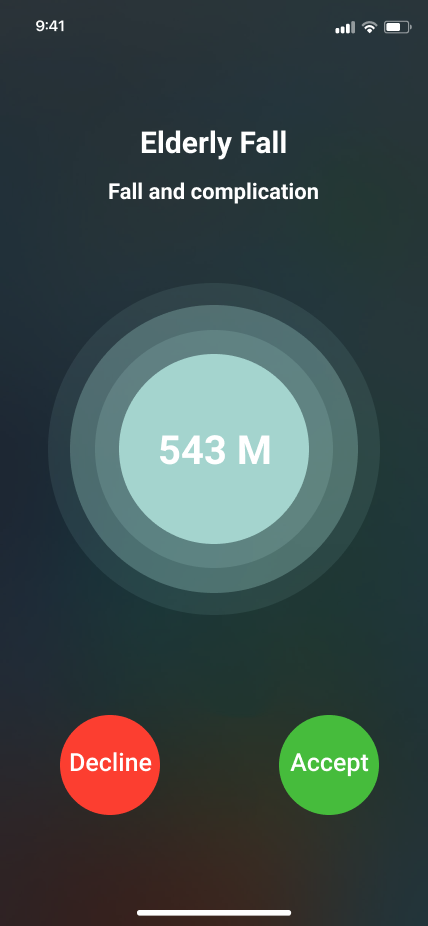 9:41
Elderly Fall
Fall and complication
543 M
Decline
Accept